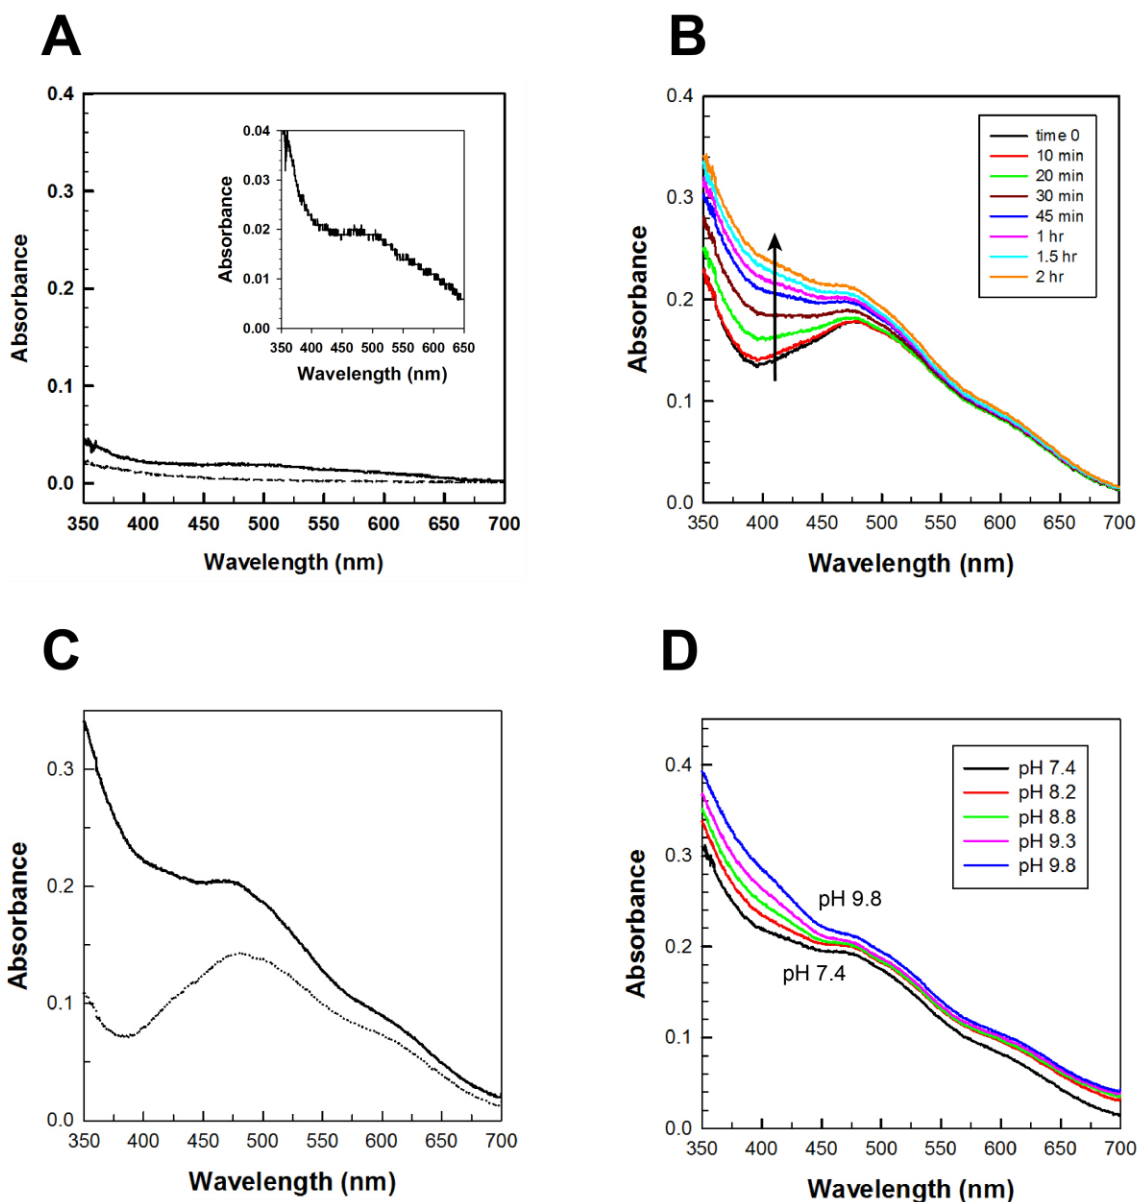 A
0.4
0.3
0.2
0.1
0.0
Absorbance
350 400 450 500 550 600 650 700
Wavelength (nm)
0.04
0.03
0.02
0.01
0.00
Absorbance
350 400 450 500 550 600 650
Wavelength (nm)
B
0.4
0.3
0.2
0.1
0.0
Absorbance
350 400 450 500 550 600 650 700
Wavelength (nm)
time 0
10 min
20 min
30 min
45 min
1 hr
1.5 hr
2 hr
C
0.3
0.2
0.1
0.0
Absorbance
350 400 450 500 550 600 650 700
Wavelength (nm)
D
0.4
0.3
0.2
0.1
0.0
Absorbance
350 400 450 500 550 600 650 700
Wavelength (nm)
pH 7.4
pH 8.2
pH 8.8
pH 9.3
pH 9.8
pH 9.8
pH 7.4